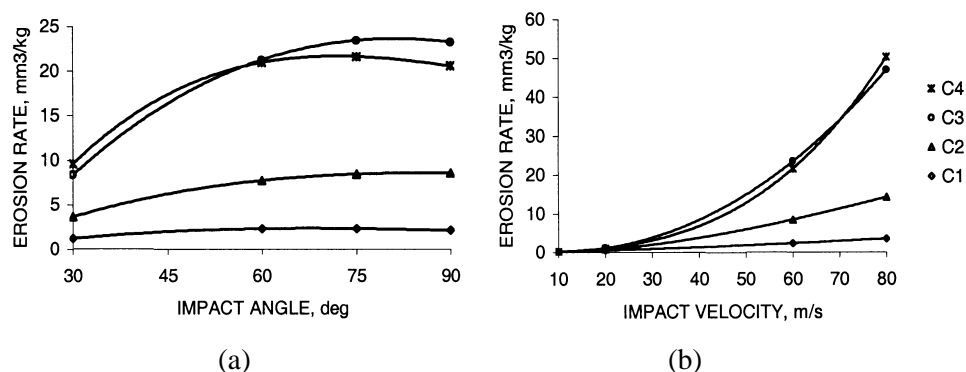 EROSION RATE, mm3/kg
25
20
15
10
5
0
30 45 60 75 90
IMPACT ANGLE, deg
(a)
EROSION RATE, mm3/kg
60
50
40
30
20
10
0
10 20 30 40 50 60 70 80
IMPACT VELOCITY, m/s
C4
C3
C2
C1
(b)